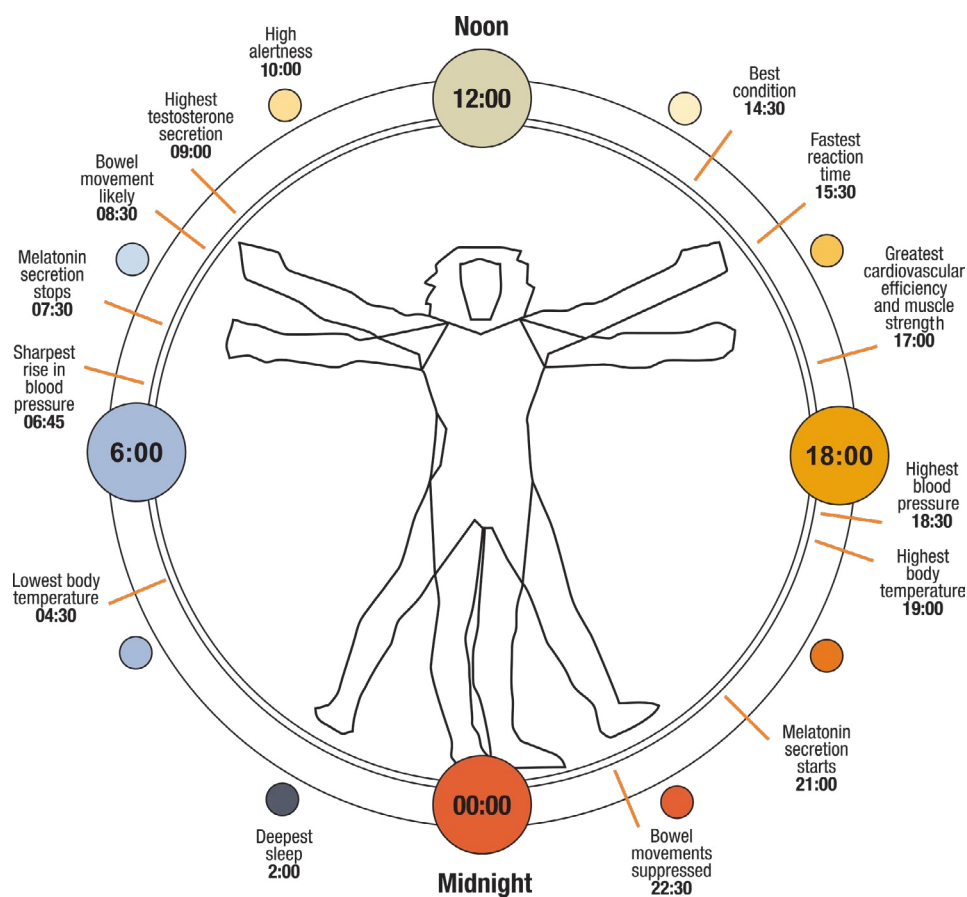 Noon
12:00
High
alertness
10:00
Highest
testosterone
secretion
09:00
Bowel
movement
likely
08:30
Melatonin
secretion
stops
07:30
Sharpest
rise in
blood
pressure
06:45
6:00
Lowest body
temperature
04:30
Deepest
sleep
2:00
00:00
Midnight
Best
condition
14:30
Fastest
reaction
time
15:30
Greatest
cardiovascular
efficiency
and muscle
strength
17:00
18:00
Highest
blood
pressure
18:30
Highest
body
temperature
19:00
Melatonin
secretion
starts
21:00
Bowel
movements
suppressed
22:30